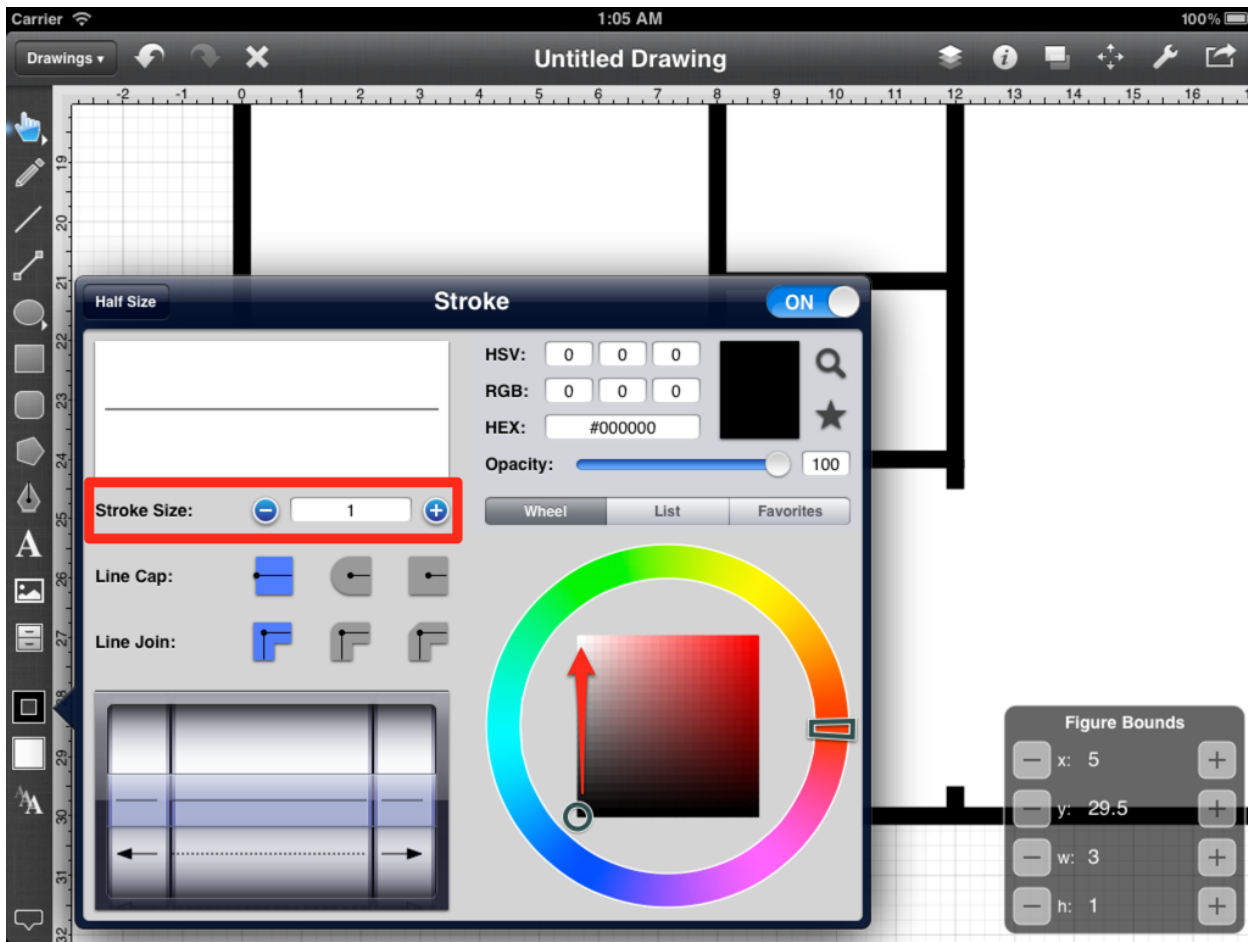 Carrier 1:05 AM 100%
Drawings ▾ Untitled Drawing
-2 -1 0 1 2 3 4 5 6 7 8 9 10 11 12 13 14 15 16
19
20
21
22
23
24
25
26
27
28
29
30
31
32
Half Size Stroke ON
HSV: 0 0 0
RGB: 0 0 0
HEX: #000000
Opacity: 100
Stroke Size: 1
Wheel List Favorites
Line Cap:
Line Join:
A
AA
Figure Bounds
x: 5
y: 29.5
w: 3
h: 1